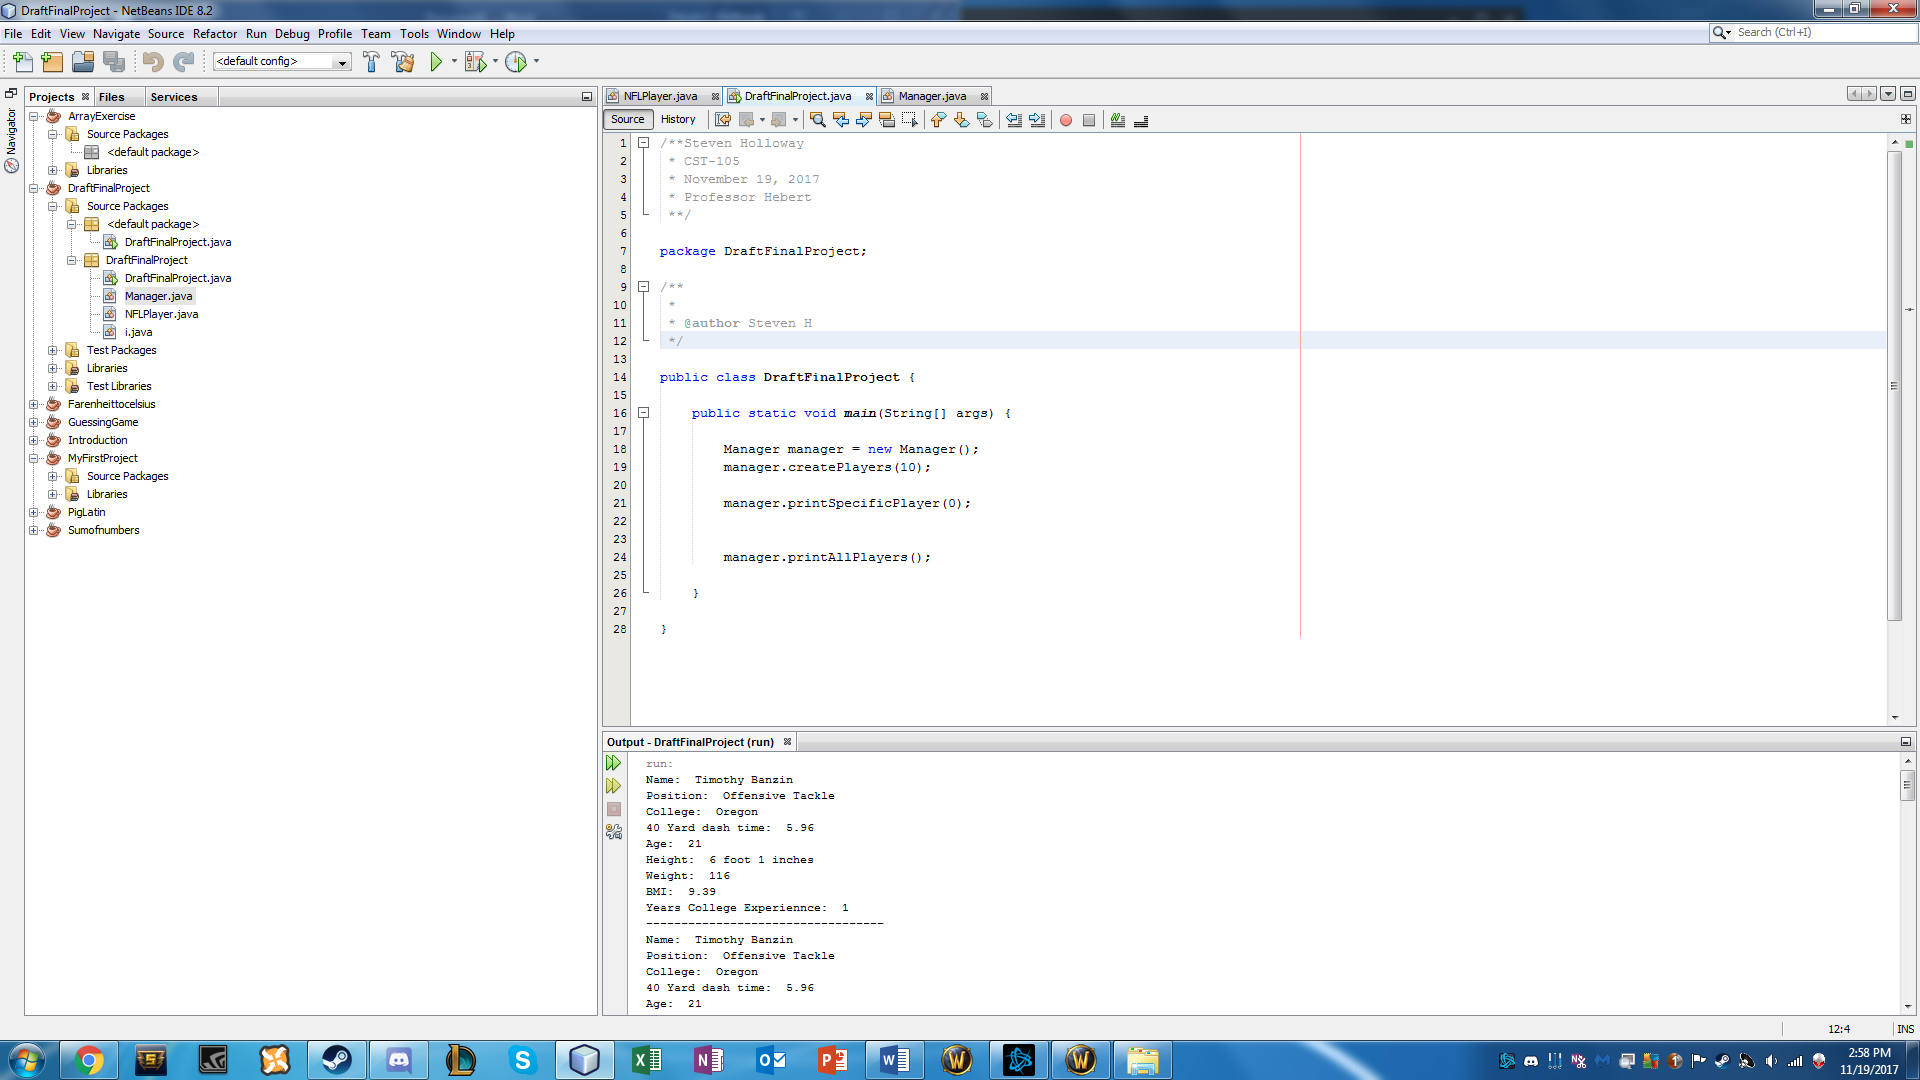 DraftFinalProject - NetBeans IDE 8.2
File Edit View Navigate Source Refactor Run Debug Profile Team Tools Window Help
Search (Ctrl+I)
<default config>
Projects Files Services
Navigator
ArrayExercise
Source Packages
<default package>
Libraries
DraftFinalProject
Source Packages
<default package>
DraftFinalProject.java
DraftFinalProject
DraftFinalProject.java
Manager.java
NFLPlayer.java
i.java
Test Packages
Libraries
Test Libraries
Farenheittocelsius
GuessingGame
Introduction
MyFirstProject
Source Packages
Libraries
PigLatin
Sumofnumbers
NFLPlayer.java DraftFinalProject.java Manager.java
Source History
1 /**Steven Holloway
2 * CST-105
3 * November 19, 2017
4 * Professor Hebert
5 **/
6
7 package DraftFinalProject;
8
9 /**
10 *
11 * @author Steven H
12 */
13
14 public class DraftFinalProject {
15
16 public static void main(String[] args) {
17
18 Manager manager = new Manager();
19 manager.createPlayers(10);
20
21 manager.printSpecificPlayer(0);
22
23
24 manager.printAllPlayers();
25
26 }
27
28 }
Output - DraftFinalProject (run)
run:
Name: Timothy Banzin
Position: Offensive Tackle
College: Oregon
40 Yard dash time: 5.96
Age: 21
Height: 6 foot 1 inches
Weight: 116
BMI: 9.39
Years College Experiennce: 1
----------------------------------
Name: Timothy Banzin
Position: Offensive Tackle
College: Oregon
40 Yard dash time: 5.96
Age: 21
12:4 INS
2:58 PM
11/19/2017